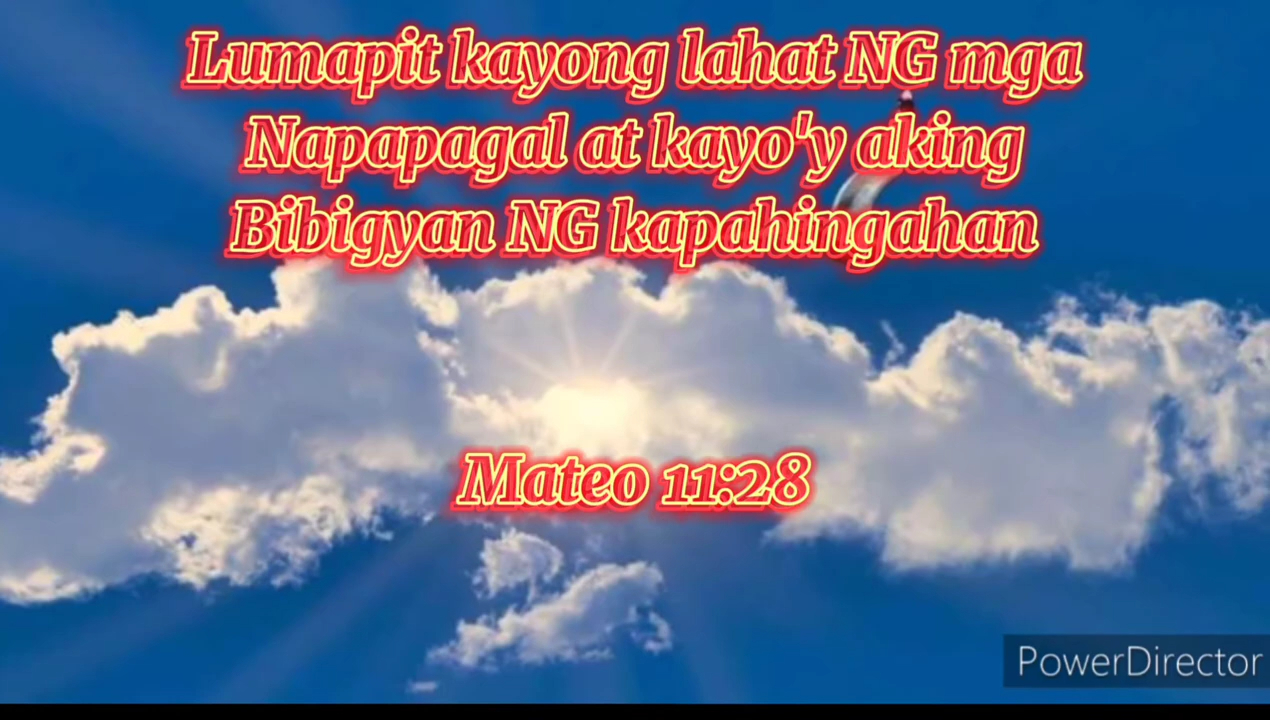 Lumapit kayong lahat NG mga
Napapagal at kayo'y aking
Bibigyan NG kapahingahan
Mateo 11:28
PowerDirector